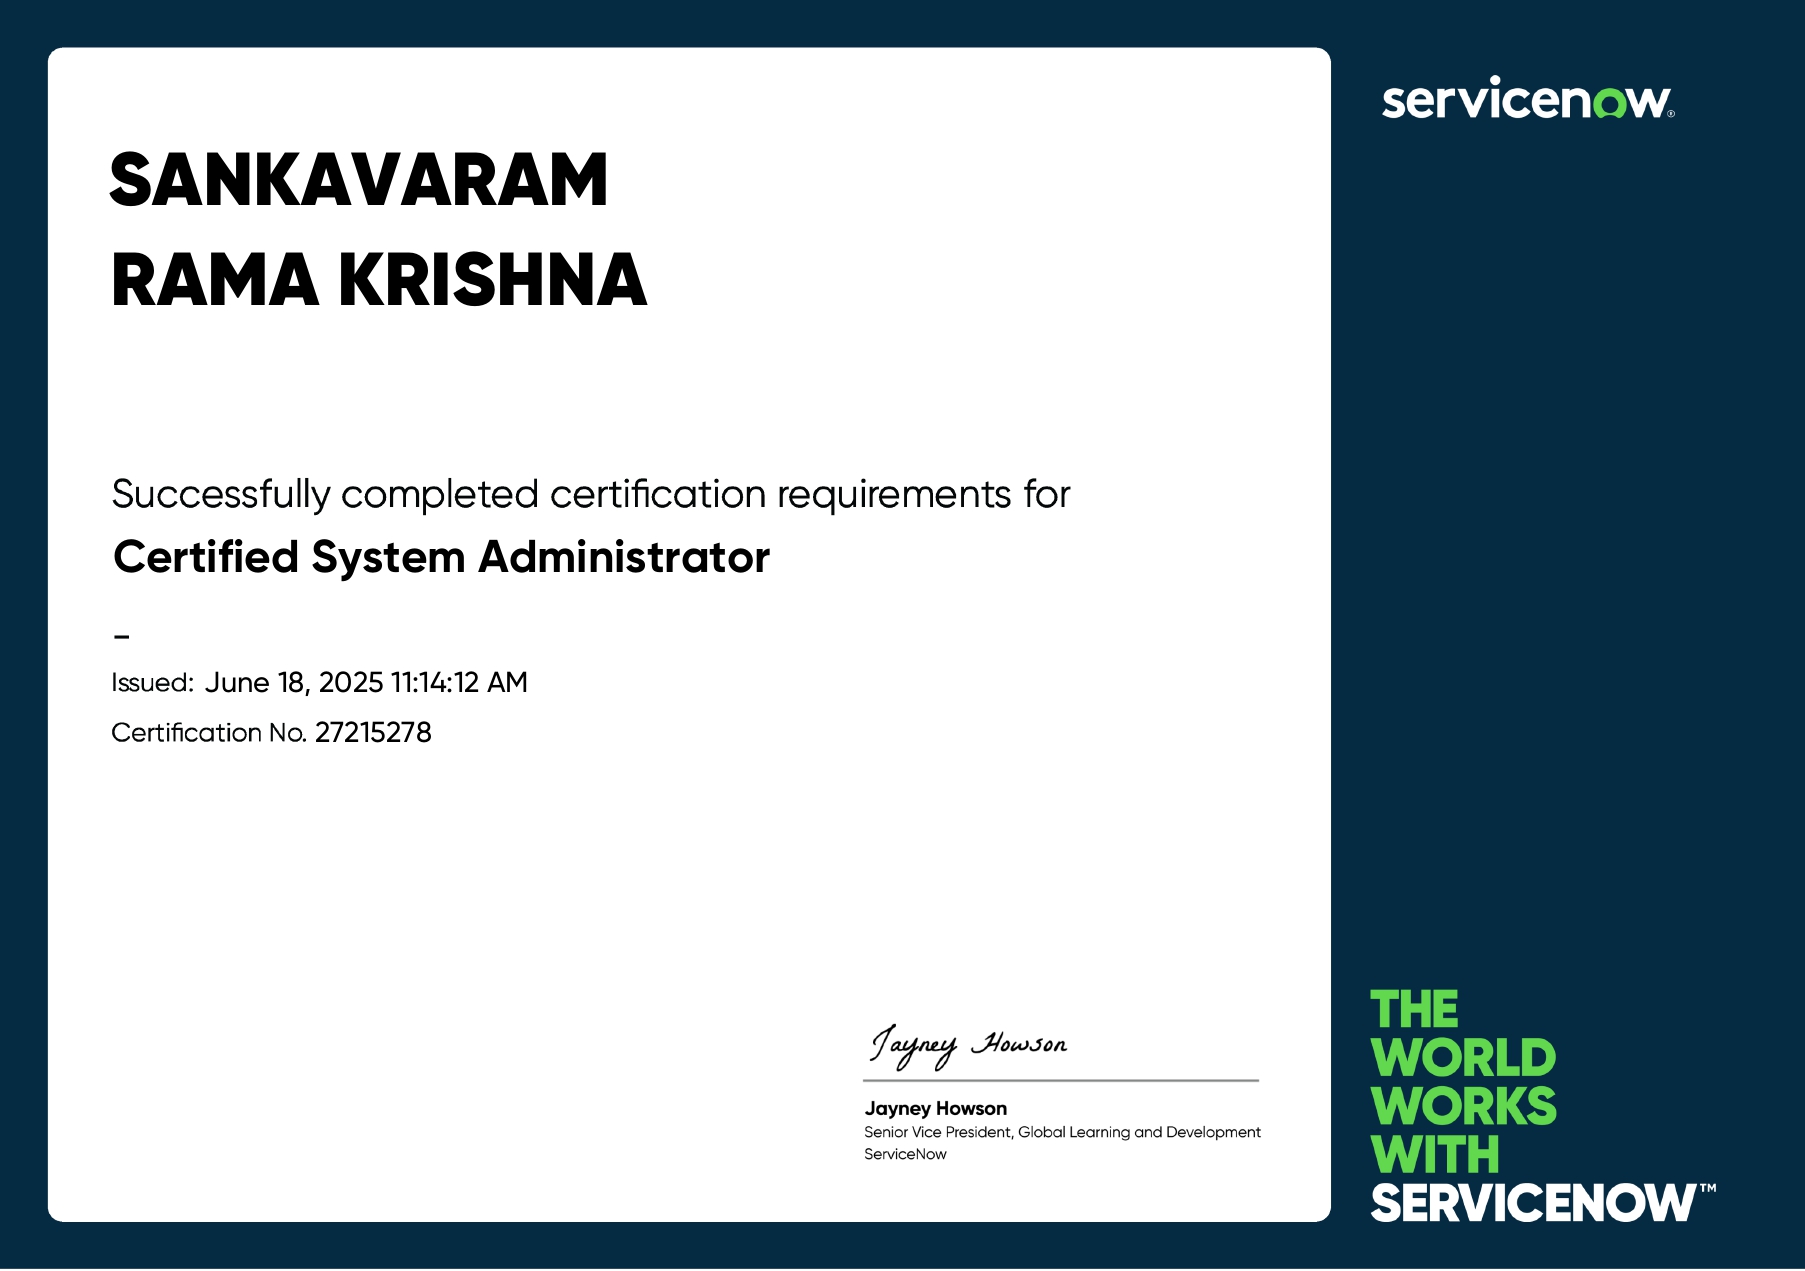 servicenow®
SANKAVARAM
RAMA KRISHNA
Successfully completed certification requirements for
Certified System Administrator
–
Issued: June 18, 2025 11:14:12 AM
Certification No. 27215278
Jayney Howson
Jayney Howson
Senior Vice President, Global Learning and Development
ServiceNow
THE
WORLD
WORKS
WITH
SERVICENOW™